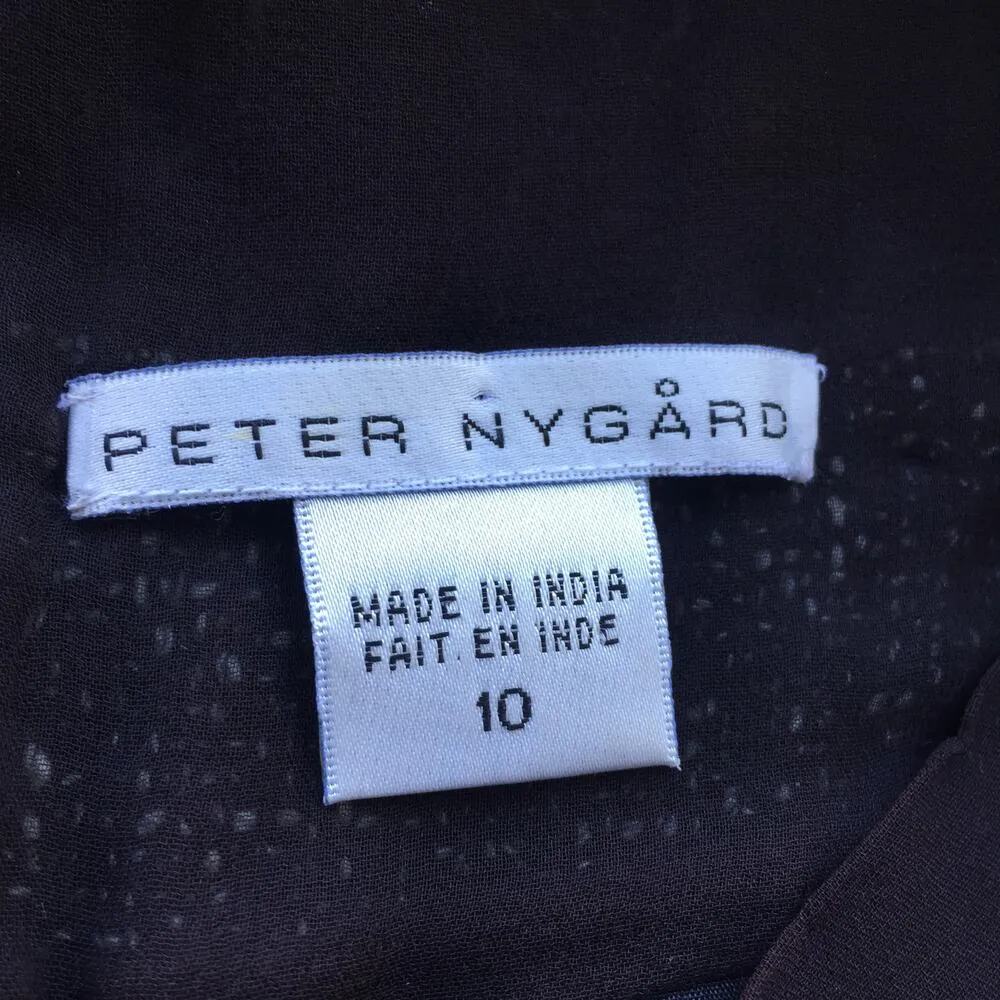 PETER NYGÅRD
MADE IN INDIA
FAIT EN INDE
10